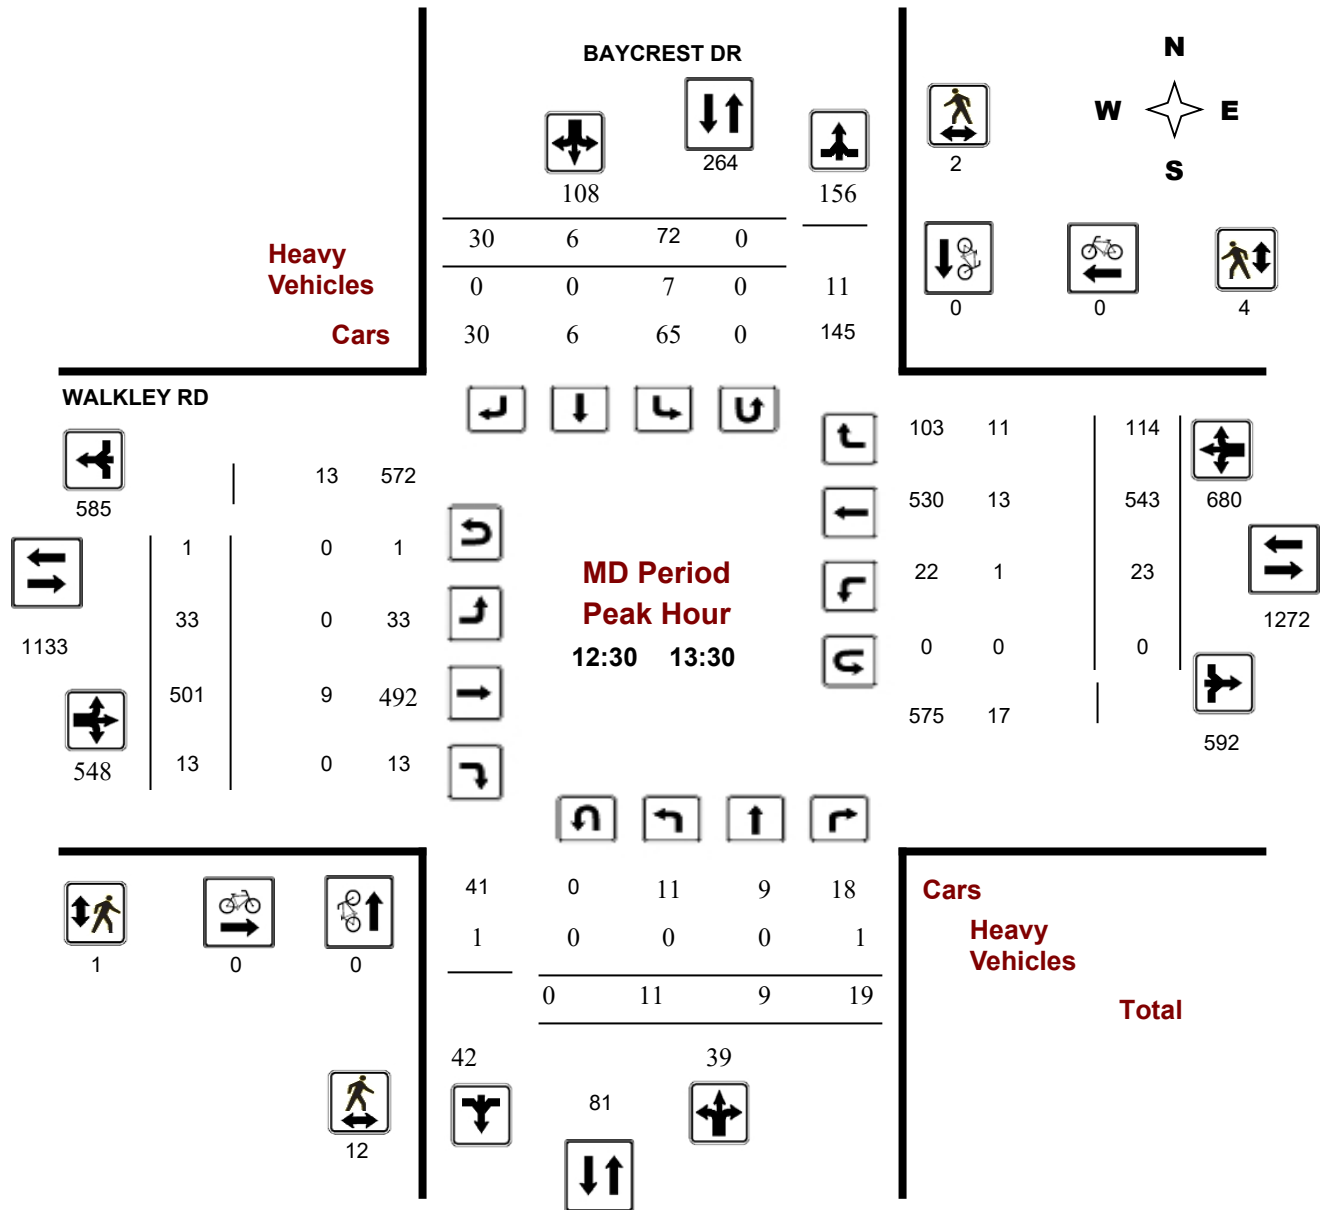 BAYCREST DR
N
W E
S
264
2
108
156
30 6 72 0
Heavy
Vehicles
0 0 7 0 11
0 0 4
Cars
30 6 65 0 145
WALKLEY RD
103 11 114
13 572
585
530 13 543 680
1 0 1
MD Period
22 1 23
33 0 33
Peak Hour
1133
1272
12:30 13:30
0 0 0
501 9 492
575 17
592
548
13 0 13
41 0 11 9 18
Cars
1 0 0 0 1
Heavy
Vehicles
1 0 0
0 11 9 19
Total
42 39
81
12